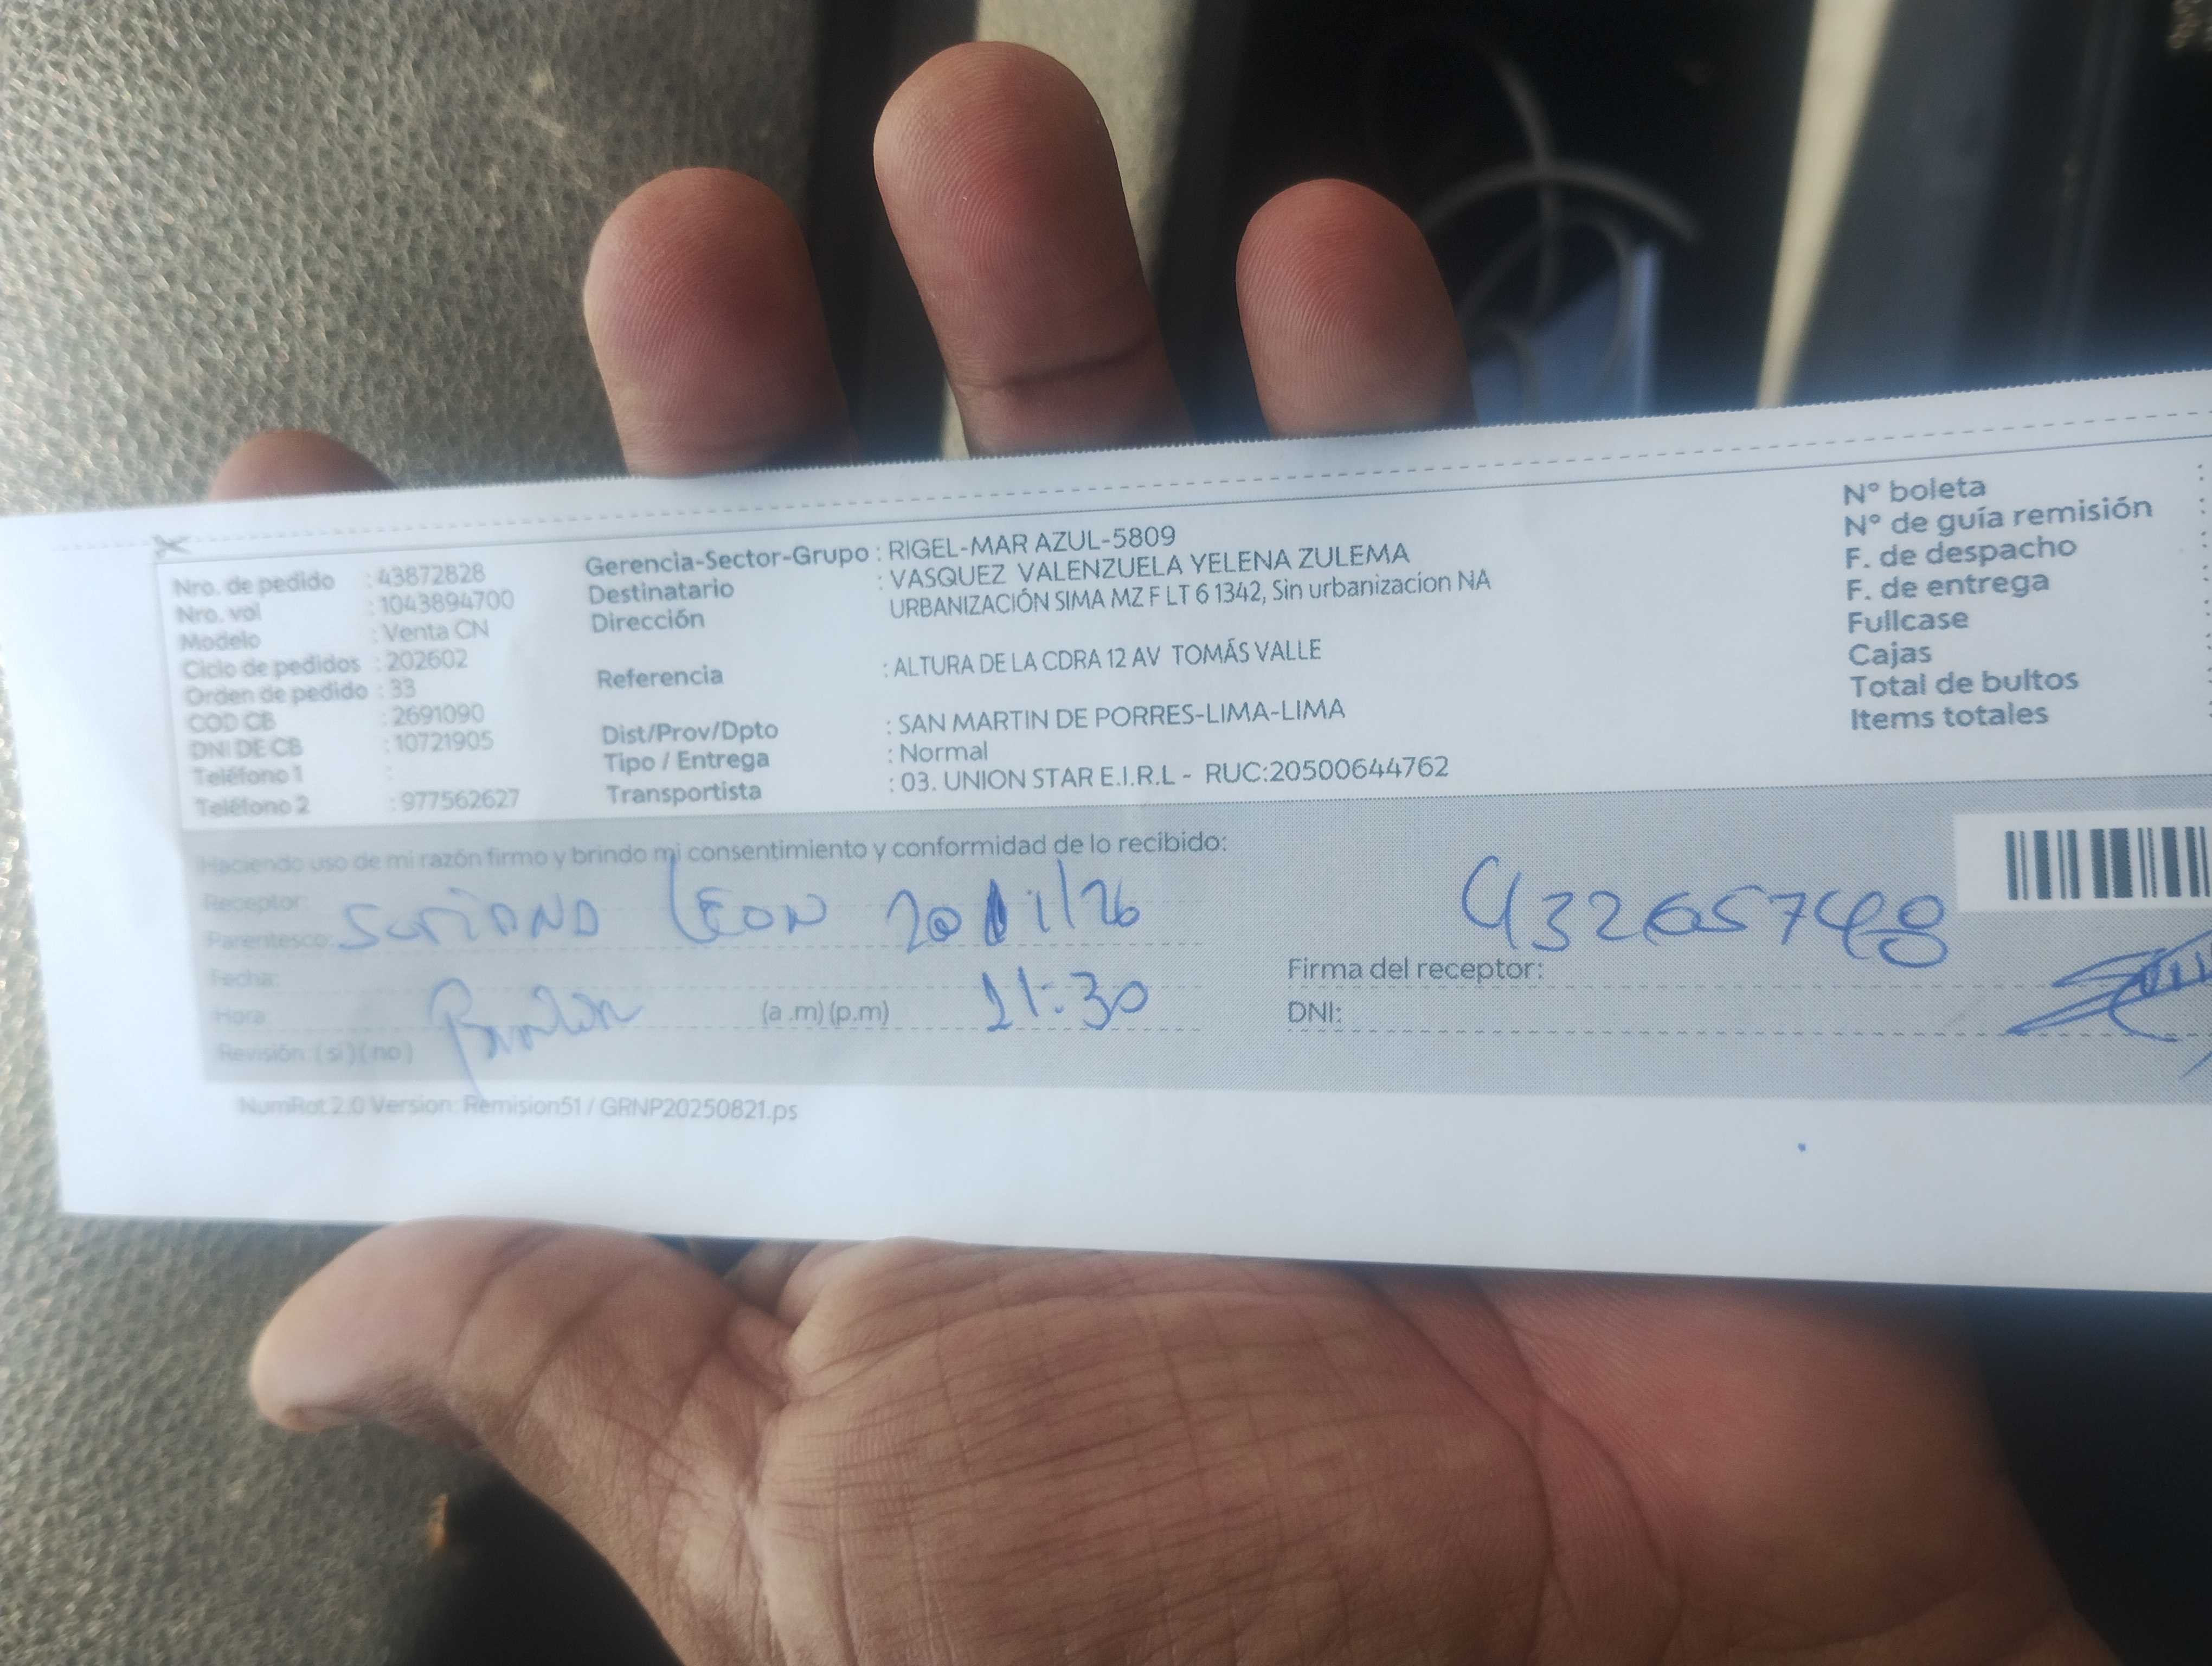 Nro. de pedido : 43872828
Nro. vol : 1043894700
Modelo : Venta CN
Ciclo de pedidos : 202602
Orden de pedido : 33
COD CB : 2691090
DNI DE CB : 10721905
Teléfono 1 :
Teléfono 2 : 977562627
Gerencia-Sector-Grupo : RIGEL-MAR AZUL-5809
Destinatario : VASQUEZ VALENZUELA YELENA ZULEMA
Dirección URBANIZACIÓN SIMA MZ F LT 6 1342, Sin urbanizacion NA
Referencia : ALTURA DE LA CDRA 12 AV TOMÁS VALLE
Dist/Prov/Dpto : SAN MARTIN DE PORRES-LIMA-LIMA
Tipo / Entrega : Normal
Transportista : 03. UNION STAR E.I.R.L - RUC:20500644762
N° boleta :
N° de guía remisión :
F. de despacho :
F. de entrega :
Fullcase :
Cajas :
Total de bultos :
Items totales :
Haciendo uso de mi razón firmo y brindo mi consentimiento y conformidad de lo recibido:
Receptor:
Parentesco: LEON
Fecha:
Hora (a .m) (p.m) 11:30
Revisión: (si) (no)
Firma del receptor:
DNI:
NumRot 2.0 Version: Remision51 / GRNP20250821.ps